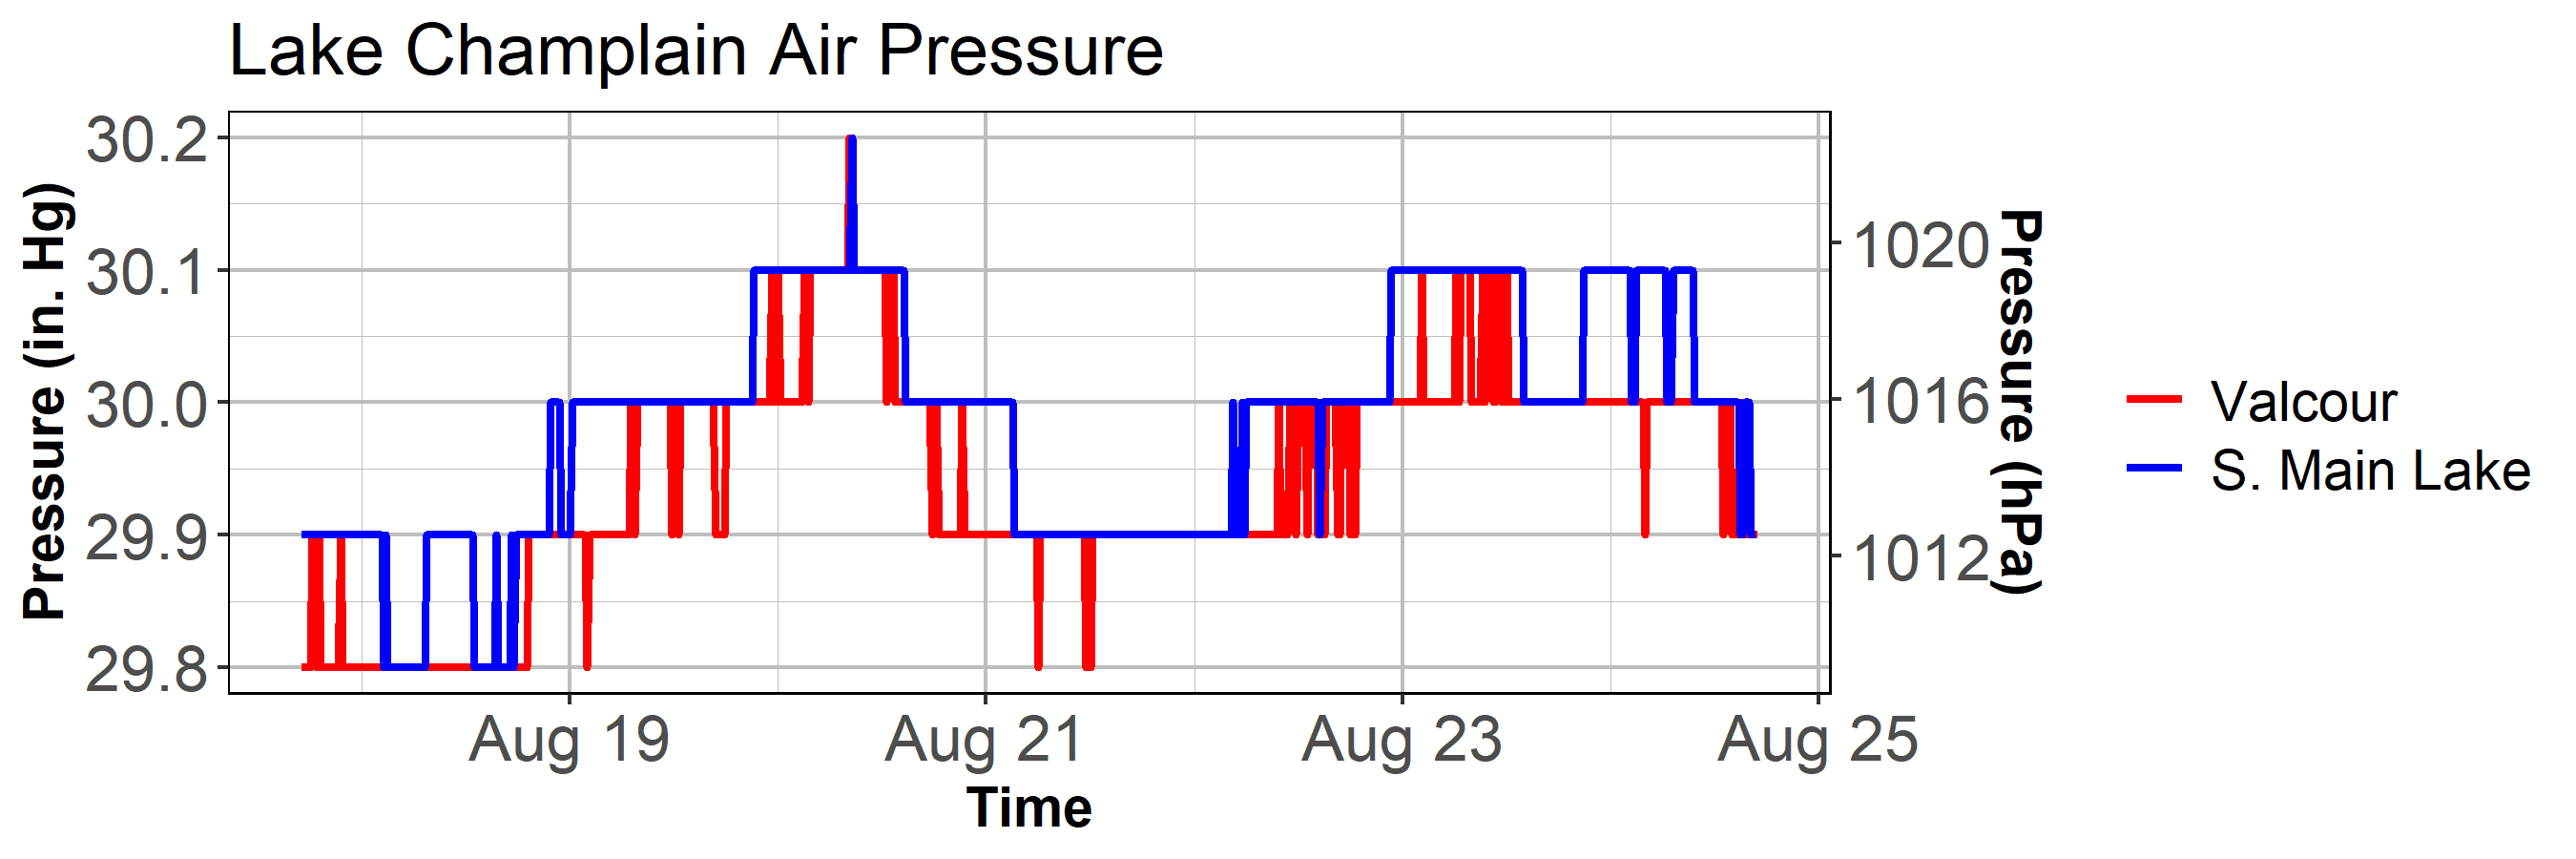 Lake Champlain Air Pressure
30.2
30.1
30.0
29.9
29.8
Pressure (in. Hg)
1020
1016
1012
Pressure (hPa)
Aug 19
Aug 21
Aug 23
Aug 25
Time
Valcour
S. Main Lake